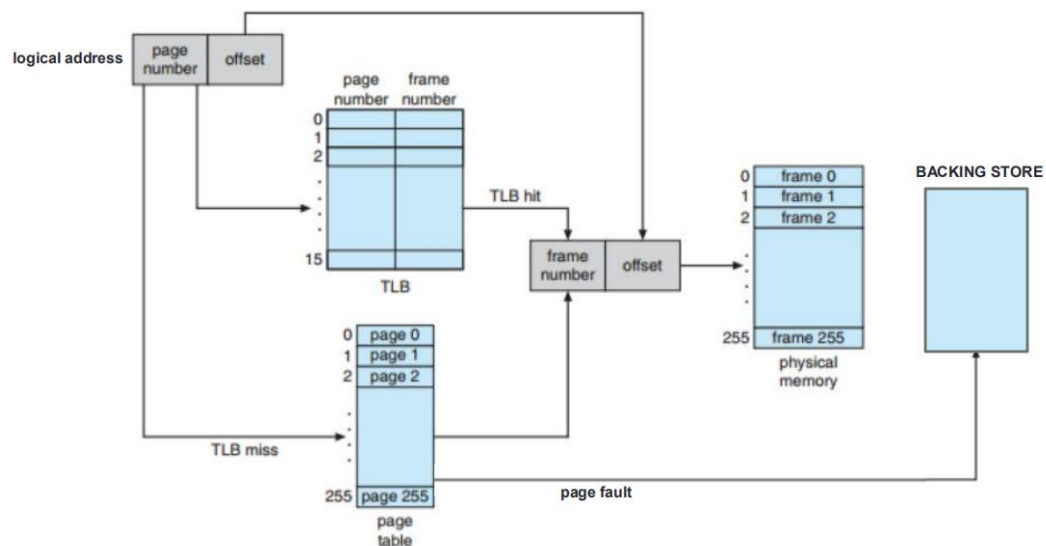 logical address
page
number
offset
page
number
frame
number
0
1
2
.
.
.
.
15
TLB
TLB hit
frame
number
offset
0 frame 0
1 frame 1
2 frame 2
.
.
.
.
255 frame 255
physical
memory
BACKING STORE
0 page 0
1 page 1
2 page 2
.
.
.
.
255 page 255
page
table
TLB miss
page fault